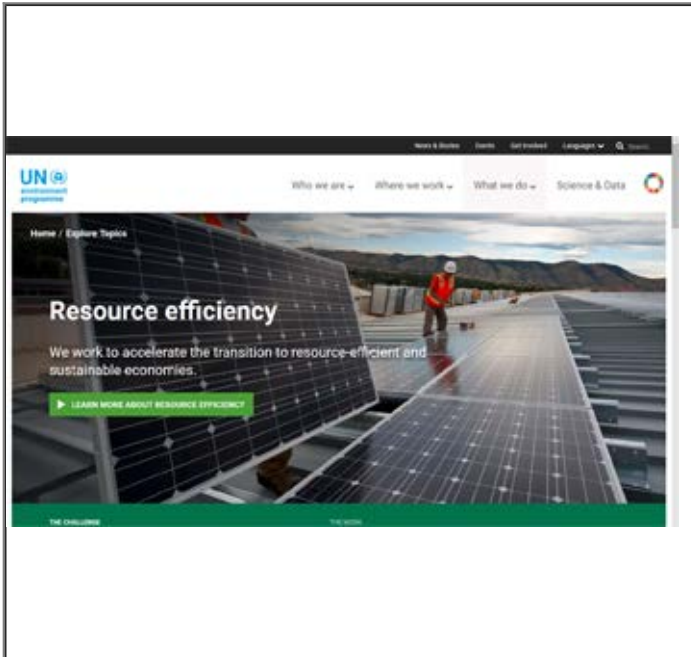 News & Stories Events Get Involved Languages Search
UN
environment
programme
Who we are Where we work What we do Science & Data
Home / Explore Topics
Resource efficiency
We work to accelerate the transition to resource-efficient and
sustainable economies.
LEARN MORE ABOUT RESOURCE EFFICIENCY
THE CHALLENGE THE WORK